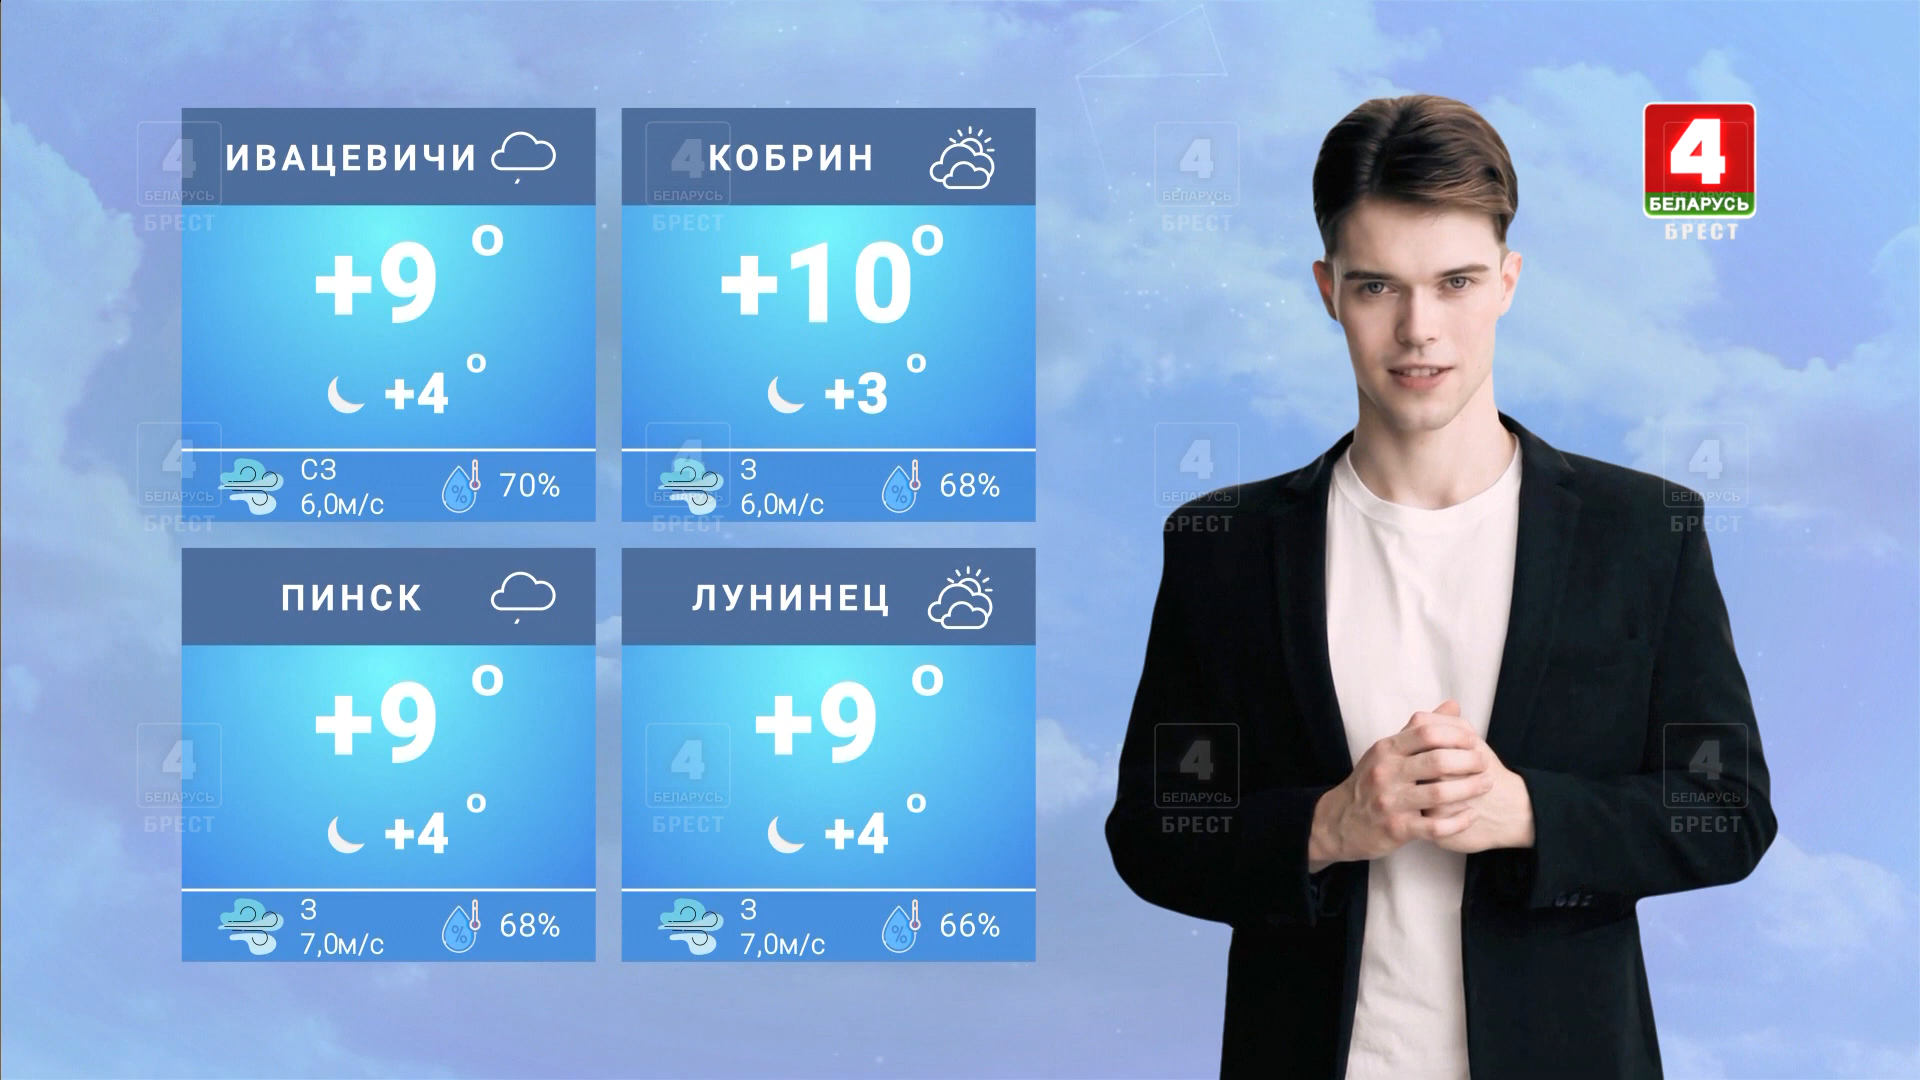 ИВАЦЕВИЧИ
+9°
+4°
СЗ
6,0м/с
70%
КОБРИН
+10°
+3°
З
6,0м/с
68%
ПИНСК
+9°
+4°
З
7,0м/с
68%
ЛУНИНЕЦ
+9°
+4°
З
7,0м/с
66%
4
БЕЛАРУСЬ
БРЕСТ